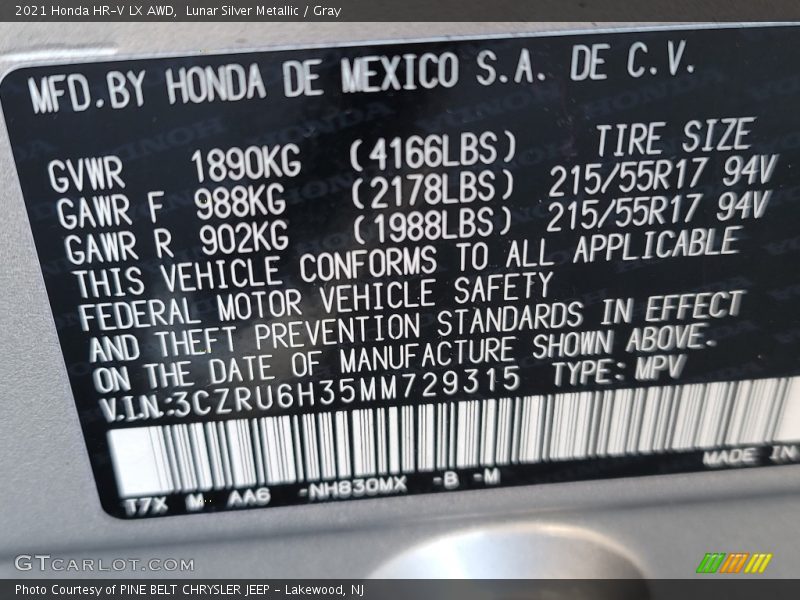 2021 Honda HR-V LX AWD, Lunar Silver Metallic / Gray
MFD.BY HONDA DE MEXICO S.A. DE C.V.
TIRE SIZE
GVWR 1890KG (4166LBS)
GAWR F 988KG (2178LBS) 215/55R17 94V
GAWR R 902KG (1988LBS) 215/55R17 94V
THIS VEHICLE CONFORMS TO ALL APPLICABLE
FEDERAL MOTOR VEHICLE SAFETY
AND THEFT PREVENTION STANDARDS IN EFFECT
ON THE DATE OF MANUFACTURE SHOWN ABOVE.
V.I.N.:3CZRU6H35MM729315 TYPE: MPV
MADE IN
T7X M AA6 -NH830MX -B -M
GTCARLOT.COM
Photo Courtesy of PINE BELT CHRYSLER JEEP - Lakewood, NJ